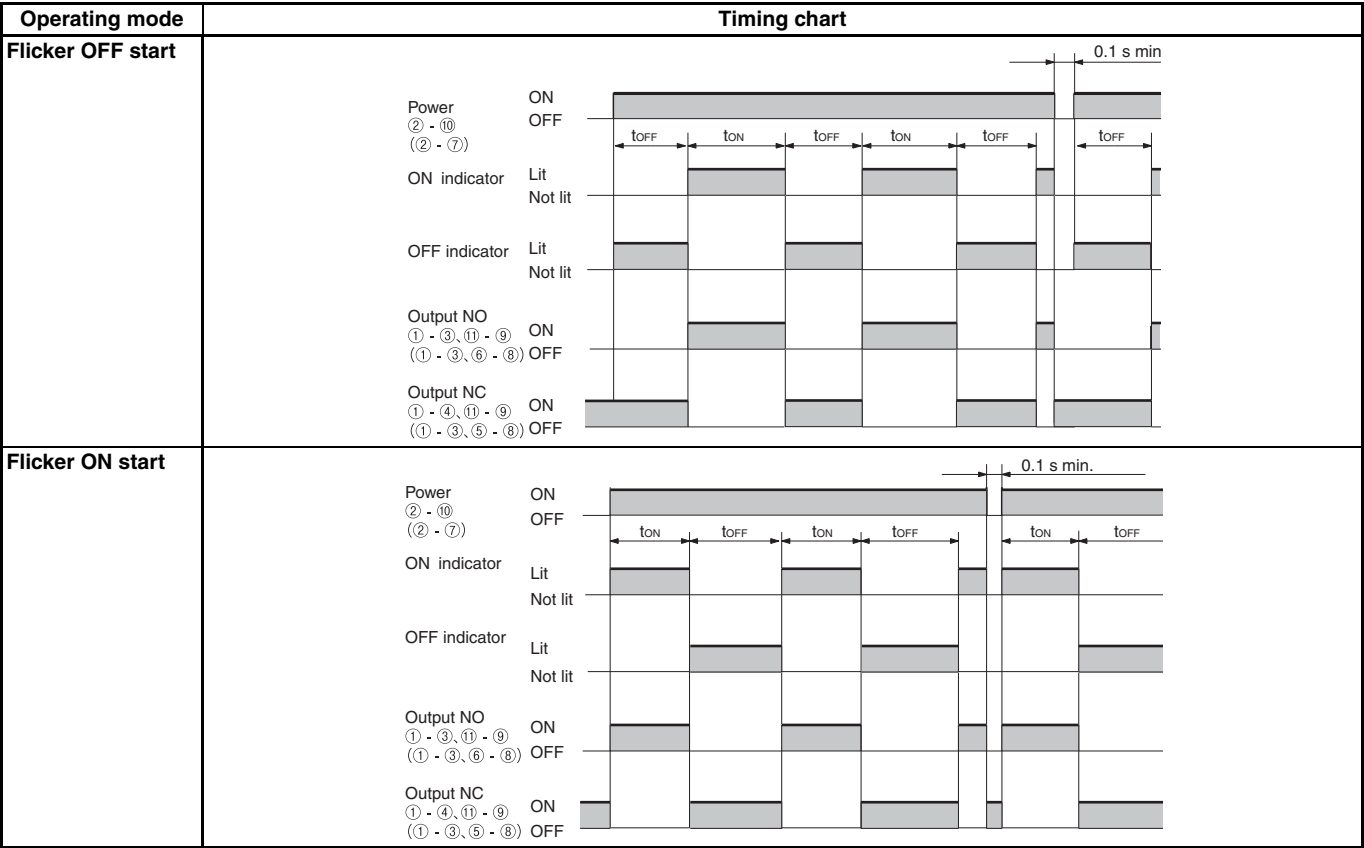 Operating mode
Timing chart
Flicker OFF start
0.1 s min
Power
② - ⑩
(② - ⑦)
ON
OFF
tOFF tON tOFF tON tOFF tOFF
ON indicator
Lit
Not lit
OFF indicator
Lit
Not lit
Output NO
① - ③、⑪ - ⑨
(① - ③、⑥ - ⑧)
ON
OFF
Output NC
① - ④、⑪ - ⑨
(① - ③、⑤ - ⑧)
ON
OFF
Flicker ON start
0.1 s min.
Power
② - ⑩
(② - ⑦)
ON
OFF
tON tOFF tON tOFF tON tOFF
ON indicator
Lit
Not lit
OFF indicator
Lit
Not lit
Output NO
① - ③、⑪ - ⑨
(① - ③、⑥ - ⑧)
ON
OFF
Output NC
① - ④、⑪ - ⑨
(① - ③、⑤ - ⑧)
ON
OFF